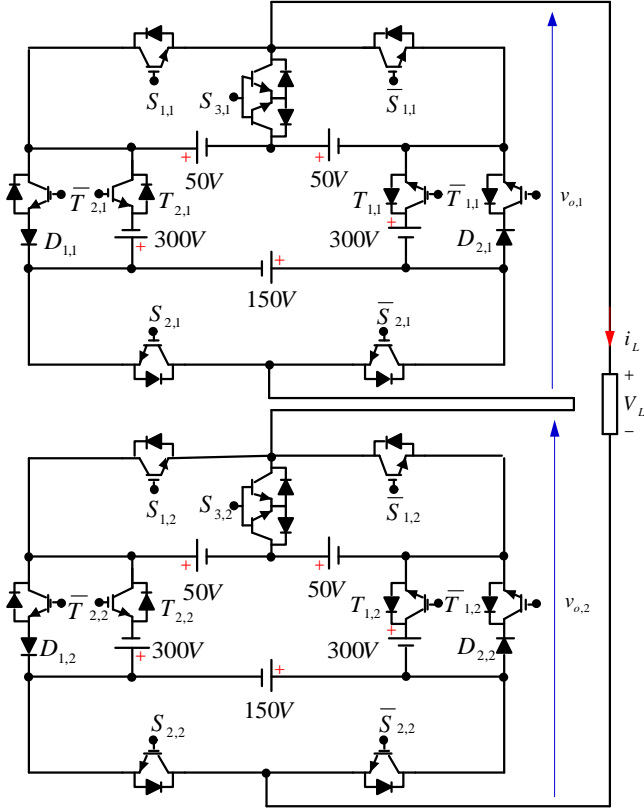 S1,1 S3,1 S̅1,1
+ 50V + 50V
T̅2,1 T2,1 T1,1 T̅1,1 vo,1
D1,1 + 300V + 300V D2,1
+ 150V
S2,1 S̅2,1
iL
+
VL
−
S1,2 S3,2 S̅1,2
+ 50V + 50V
T̅2,2 T2,2 T1,2 T̅1,2 vo,2
D1,2 + 300V + 300V D2,2
+ 150V
S2,2 S̅2,2